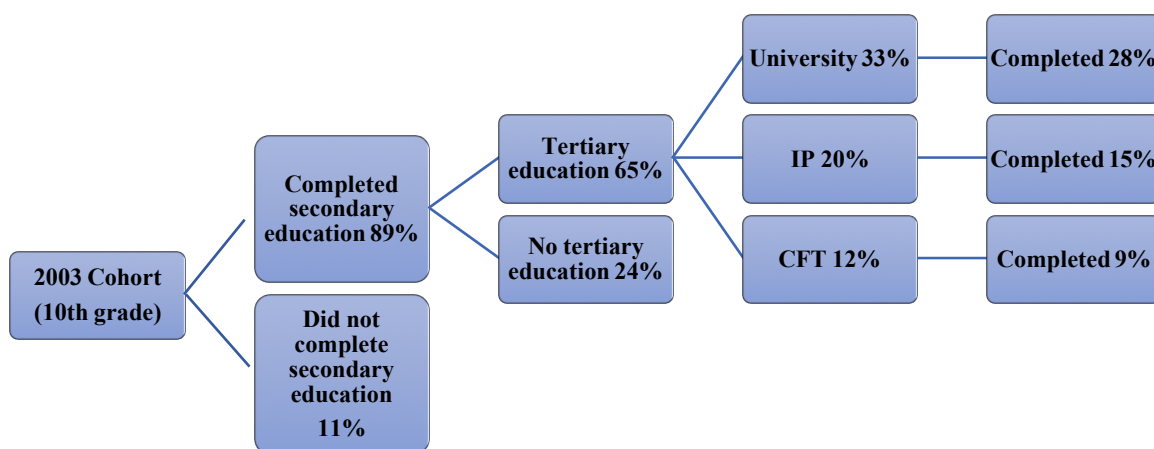 2003 Cohort
(10th grade)
Completed
secondary
education 89%
Did not
complete
secondary
education
11%
Tertiary
education 65%
No tertiary
education 24%
University 33%
IP 20%
CFT 12%
Completed 28%
Completed 15%
Completed 9%